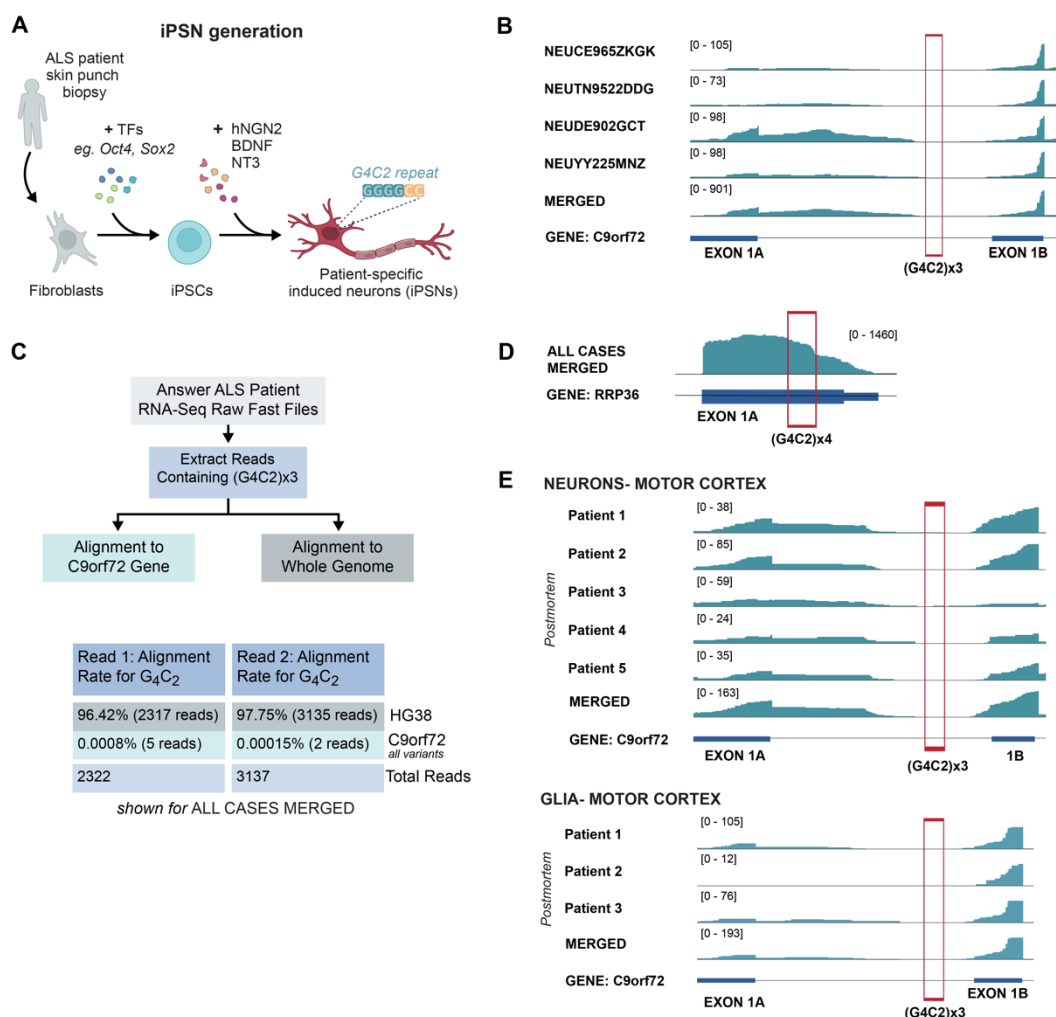 A
iPSN generation
ALS patient
skin punch
biopsy
+ TFs
eg. Oct4, Sox2
+ hNGN2
BDNF
NT3
G4C2 repeat
GGGGCC
Fibroblasts
iPSCs
Patient-specific
induced neurons (iPSNs)
B
NEUCE965ZKGK
[0 - 105]
NEUTN9522DDG
[0 - 73]
NEUDE902GCT
[0 - 98]
NEUYY225MNZ
[0 - 98]
MERGED
[0 - 901]
GENE: C9orf72
EXON 1A
(G4C2)x3
EXON 1B
C
Answer ALS Patient
RNA-Seq Raw Fast Files
Extract Reads
Containing (G4C2)x3
Alignment to
C9orf72 Gene
Alignment to
Whole Genome
Read 1: Alignment
Rate for G4C2
Read 2: Alignment
Rate for G4C2
96.42% (2317 reads)
97.75% (3135 reads)
HG38
0.0008% (5 reads)
0.00015% (2 reads)
C9orf72
all variants
2322
3137
Total Reads
shown for ALL CASES MERGED
D
ALL CASES
MERGED
[0 - 1460]
GENE: RRP36
EXON 1A
(G4C2)x4
E
NEURONS- MOTOR CORTEX
Postmortem
Patient 1
[0 - 38]
Patient 2
[0 - 85]
Patient 3
[0 - 59]
Patient 4
[0 - 24]
Patient 5
[0 - 35]
MERGED
[0 - 163]
GENE: C9orf72
EXON 1A
(G4C2)x3
1B
GLIA- MOTOR CORTEX
Postmortem
Patient 1
[0 - 105]
Patient 2
[0 - 12]
Patient 3
[0 - 76]
MERGED
[0 - 193]
GENE: C9orf72
EXON 1A
(G4C2)x3
EXON 1B